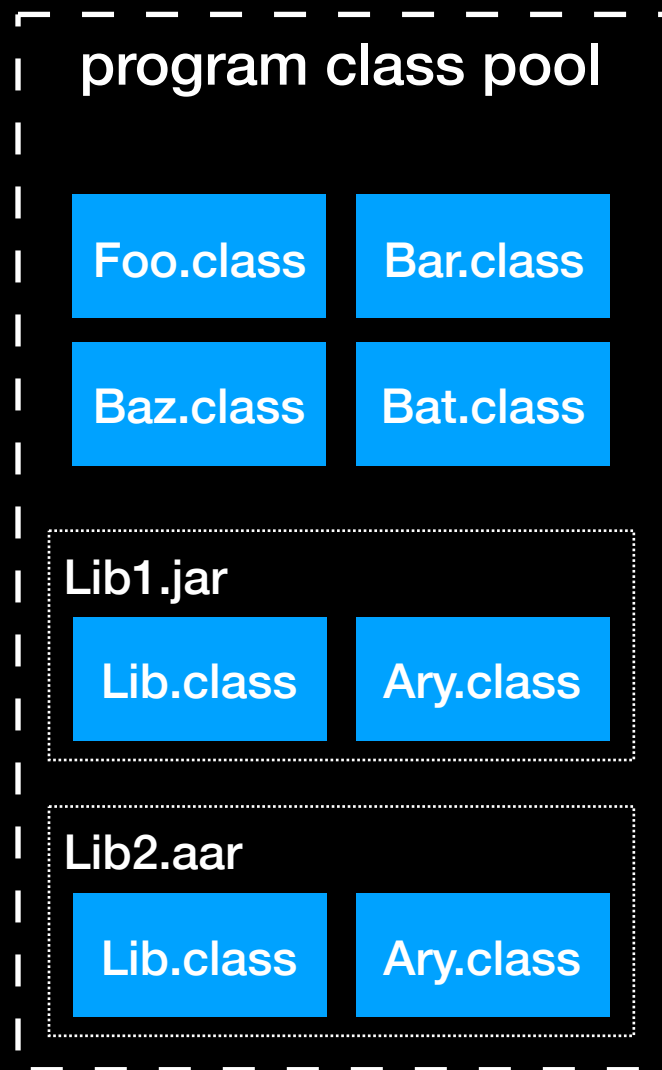 program class pool
Foo.class Bar.class
Baz.class Bat.class
Lib1.jar
Lib.class Ary.class
Lib2.aar
Lib.class Ary.class